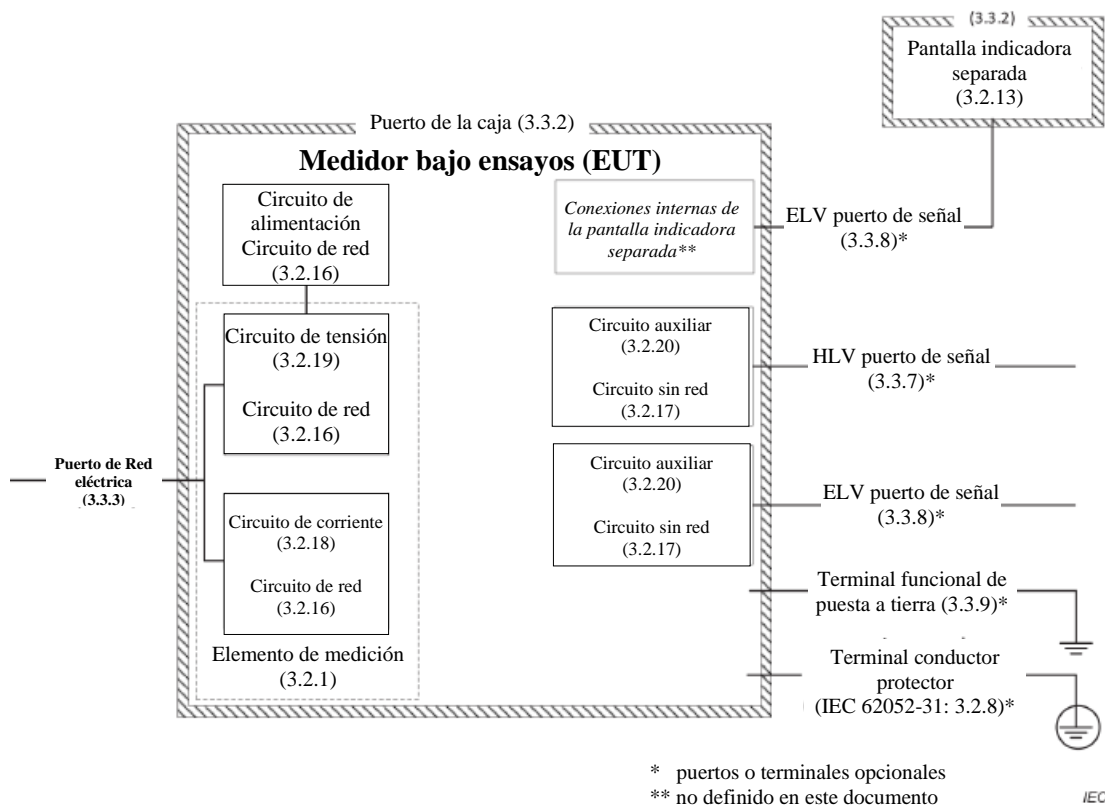 (3.3.2)
Pantalla indicadora
separada
(3.2.13)
Puerto de la caja (3.3.2)
Medidor bajo ensayos (EUT)
Circuito de
alimentación
Circuito de red
(3.2.16)
Conexiones internas de
la pantalla indicadora
separada**
ELV puerto de señal
(3.3.8)*
Circuito de tensión
(3.2.19)
Circuito de red
(3.2.16)
Circuito auxiliar
(3.2.20)
Circuito sin red
(3.2.17)
HLV puerto de señal
(3.3.7)*
Puerto de Red
eléctrica
(3.3.3)
Circuito de corriente
(3.2.18)
Circuito de red
(3.2.16)
Circuito auxiliar
(3.2.20)
Circuito sin red
(3.2.17)
ELV puerto de señal
(3.3.8)*
Elemento de medición
(3.2.1)
Terminal funcional de
puesta a tierra (3.3.9)*
Terminal conductor
protector
(IEC 62052-31: 3.2.8)*
* puertos o terminales opcionales
** no definido en este documento
IEC